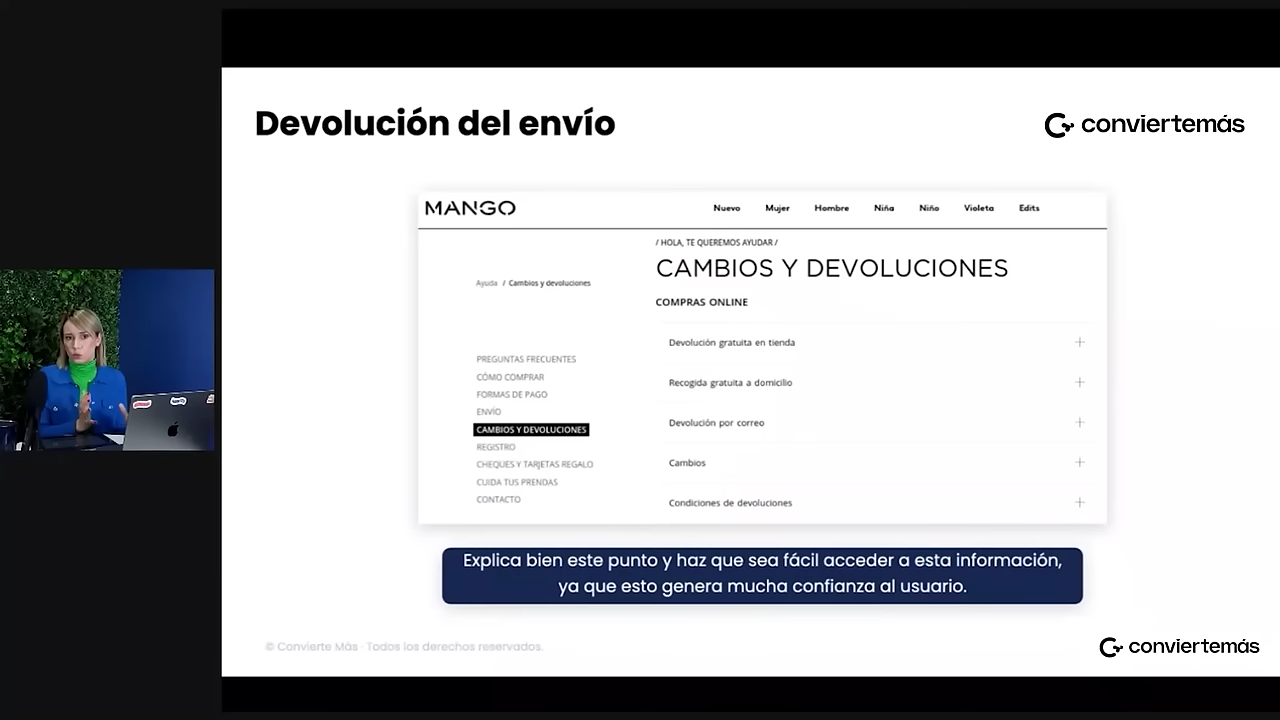 Devolución del envío
conviertemás
MANGO
Nuevo Mujer Hombre Niña Niño Violeta Edits
/ HOLA, TE QUEREMOS AYUDAR /
CAMBIOS Y DEVOLUCIONES
Ayuda / Cambios y devoluciones
COMPRAS ONLINE
PREGUNTAS FRECUENTES
CÓMO COMPRAR
FORMAS DE PAGO
ENVÍO
CAMBIOS Y DEVOLUCIONES
REGISTRO
CHEQUES Y TARJETAS REGALO
CUIDA TUS PRENDAS
CONTACTO
Devolución gratuita en tienda
Recogida gratuita a domicilio
Devolución por correo
Cambios
Condiciones de devoluciones
Explica bien este punto y haz que sea fácil acceder a esta información,
ya que esto genera mucha confianza al usuario.
© Convierte Más · Todos los derechos reservados.
conviertemás